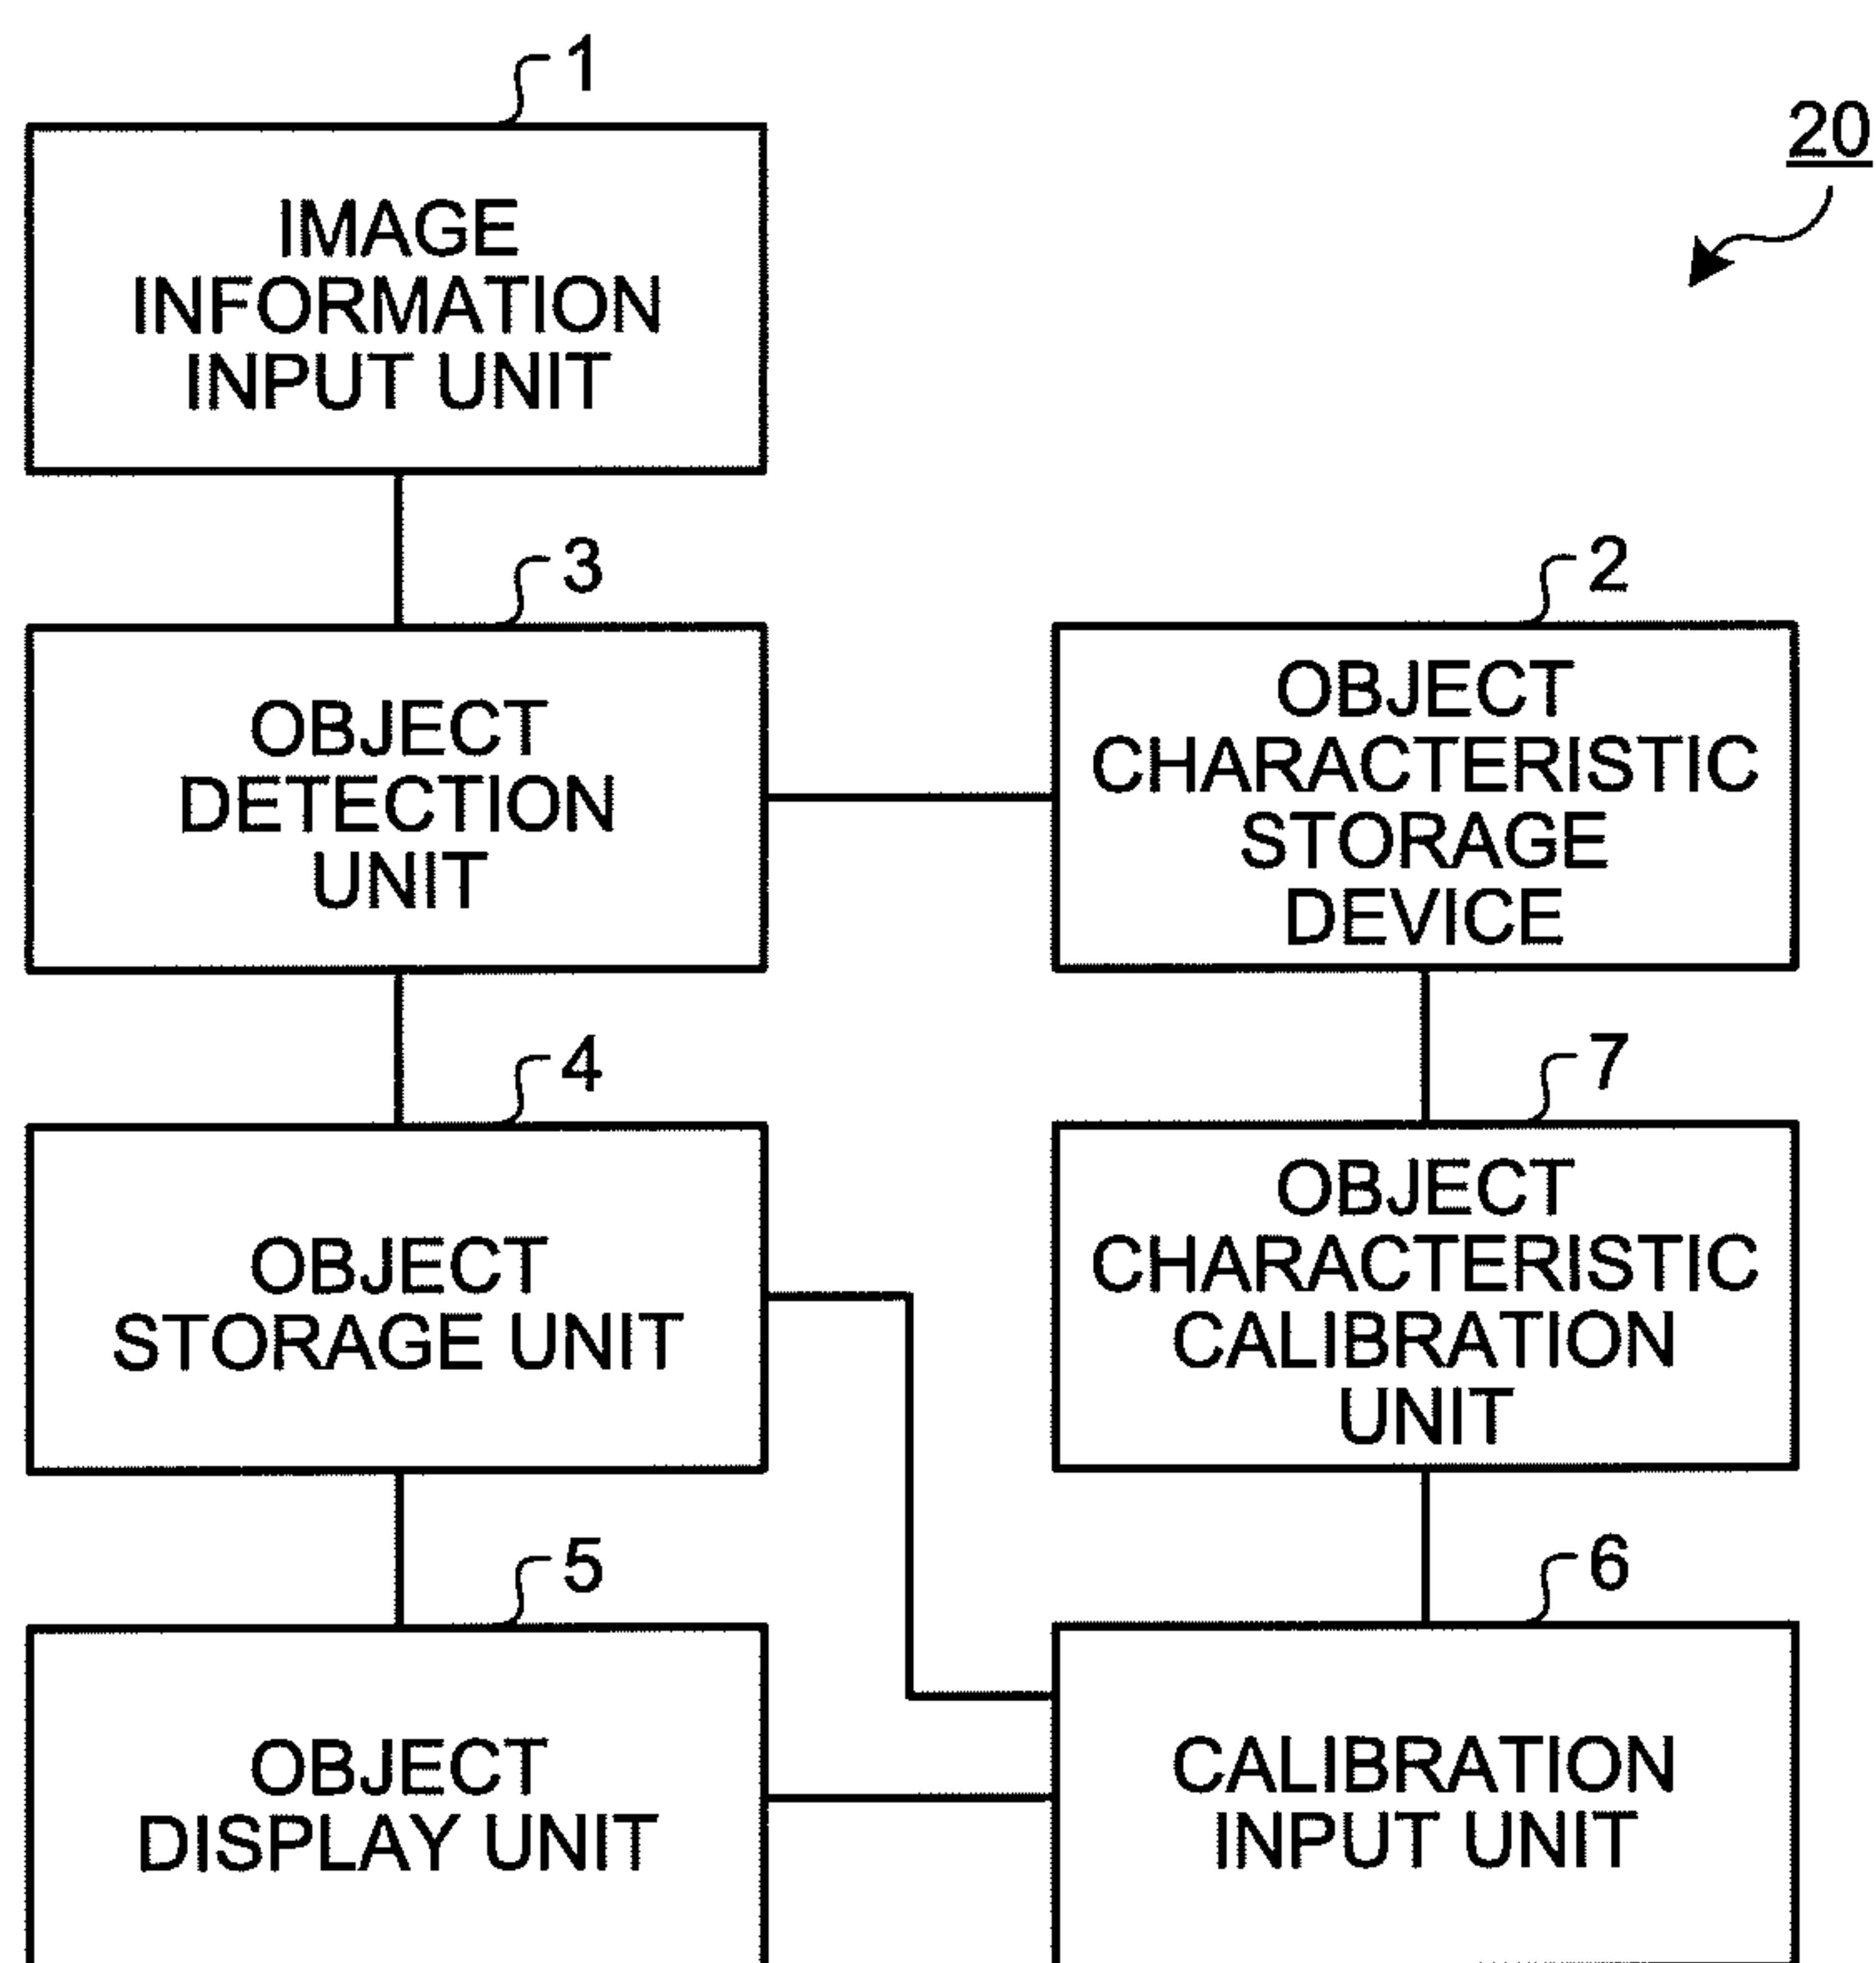 1
20
IMAGE
INFORMATION
INPUT UNIT
3
OBJECT
DETECTION
UNIT
2
OBJECT
CHARACTERISTIC
STORAGE
DEVICE
4
OBJECT
STORAGE UNIT
7
OBJECT
CHARACTERISTIC
CALIBRATION
UNIT
5
OBJECT
DISPLAY UNIT
6
CALIBRATION
INPUT UNIT